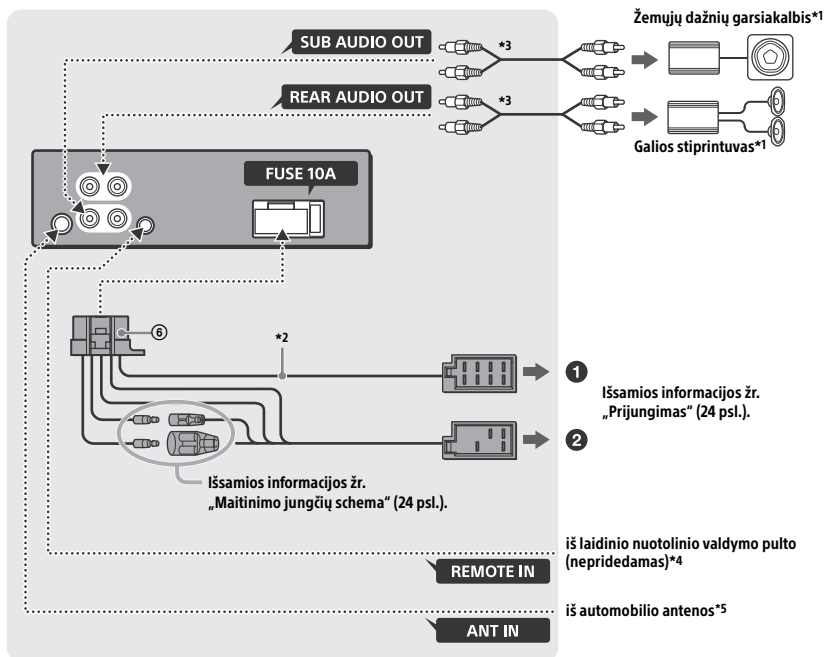 Žemųjų dažnių garsiakalbis*1
SUB AUDIO OUT
*3
REAR AUDIO OUT
*3
Galios stiprintuvas*1
FUSE 10A
⑥
*2
❶
Išsamios informacijos žr.
„Prijungimas“ (24 psl.).
❷
Išsamios informacijos žr.
„Maitinimo jungčių schema“ (24 psl.).
iš laidinio nuotolinio valdymo pulto
(nepridedamas)*4
REMOTE IN
iš automobilio antenos*5
ANT IN